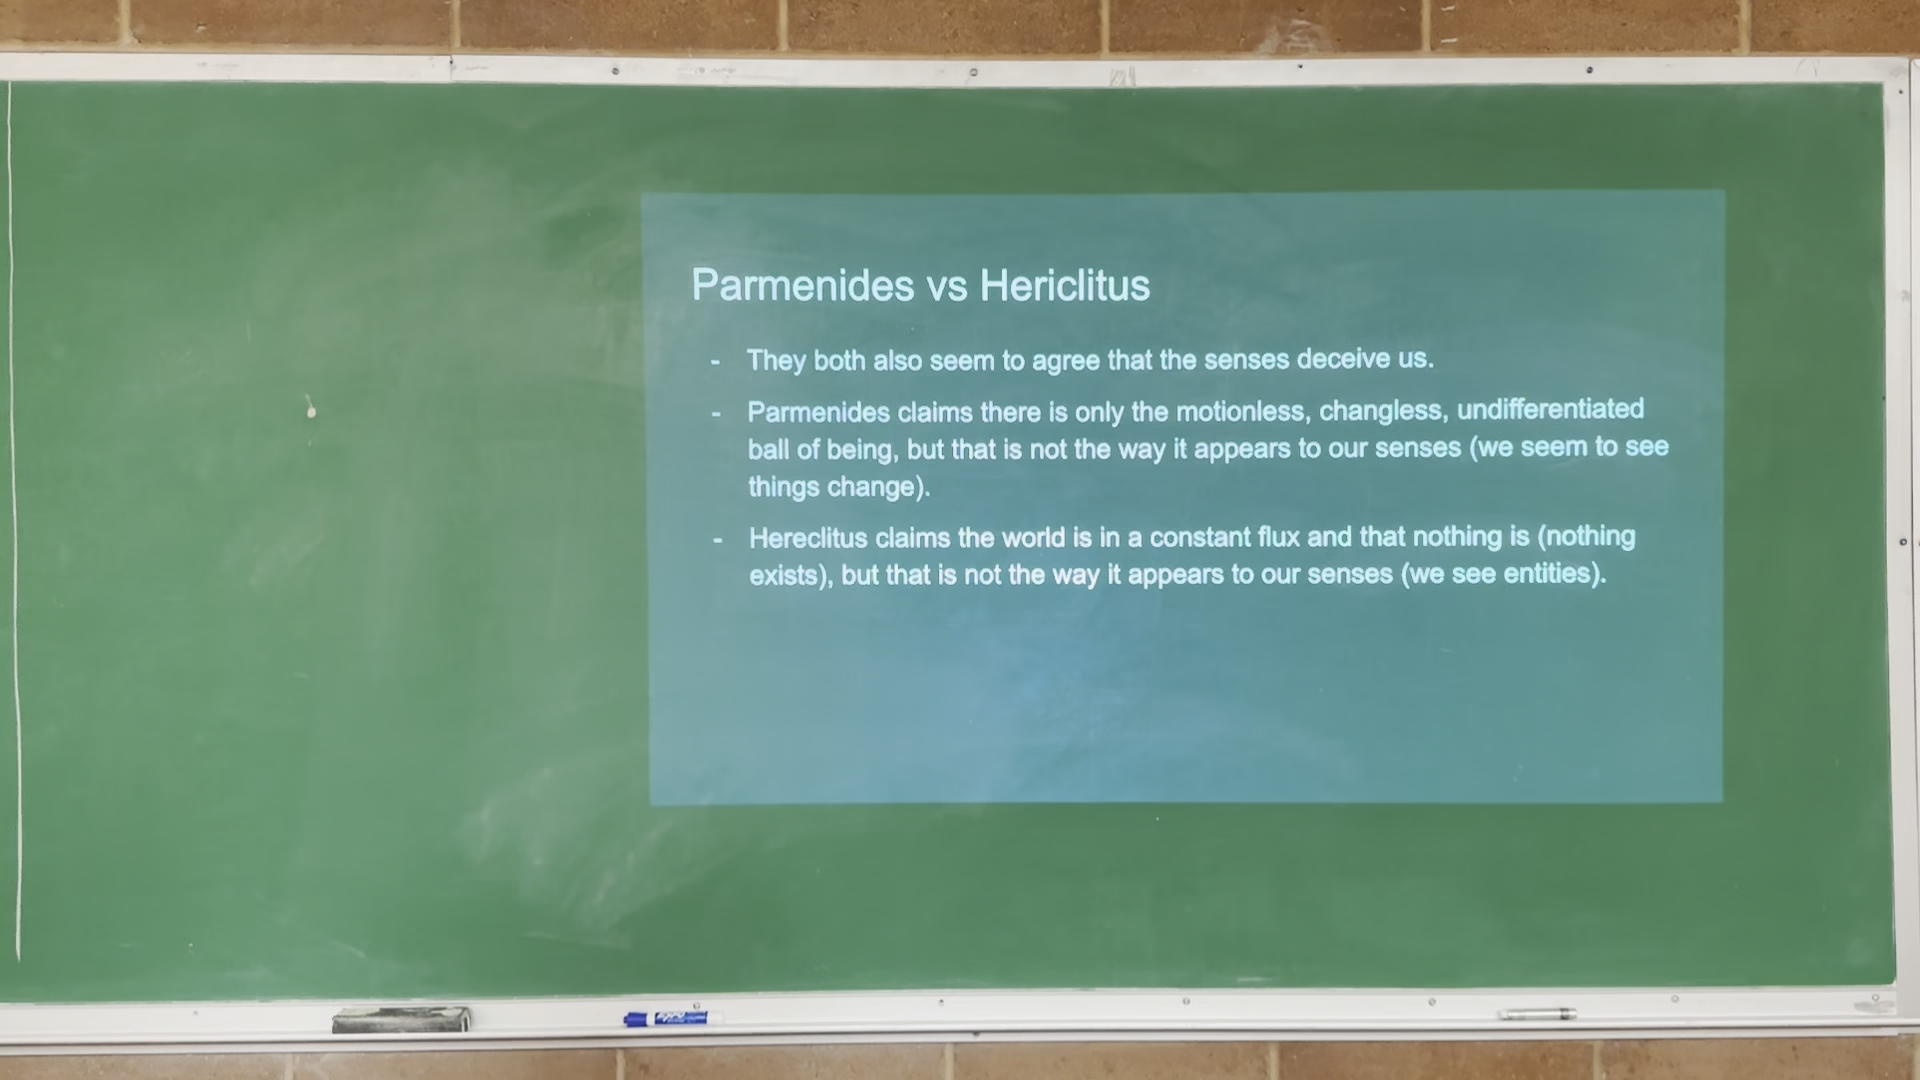 Parmenides vs Hericlitus
- They both also seem to agree that the senses deceive us.
- Parmenides claims there is only the motionless, changless, undifferentiated
ball of being, but that is not the way it appears to our senses (we seem to see
things change).
- Hereclitus claims the world is in a constant flux and that nothing is (nothing
exists), but that is not the way it appears to our senses (we see entities).
EXPO